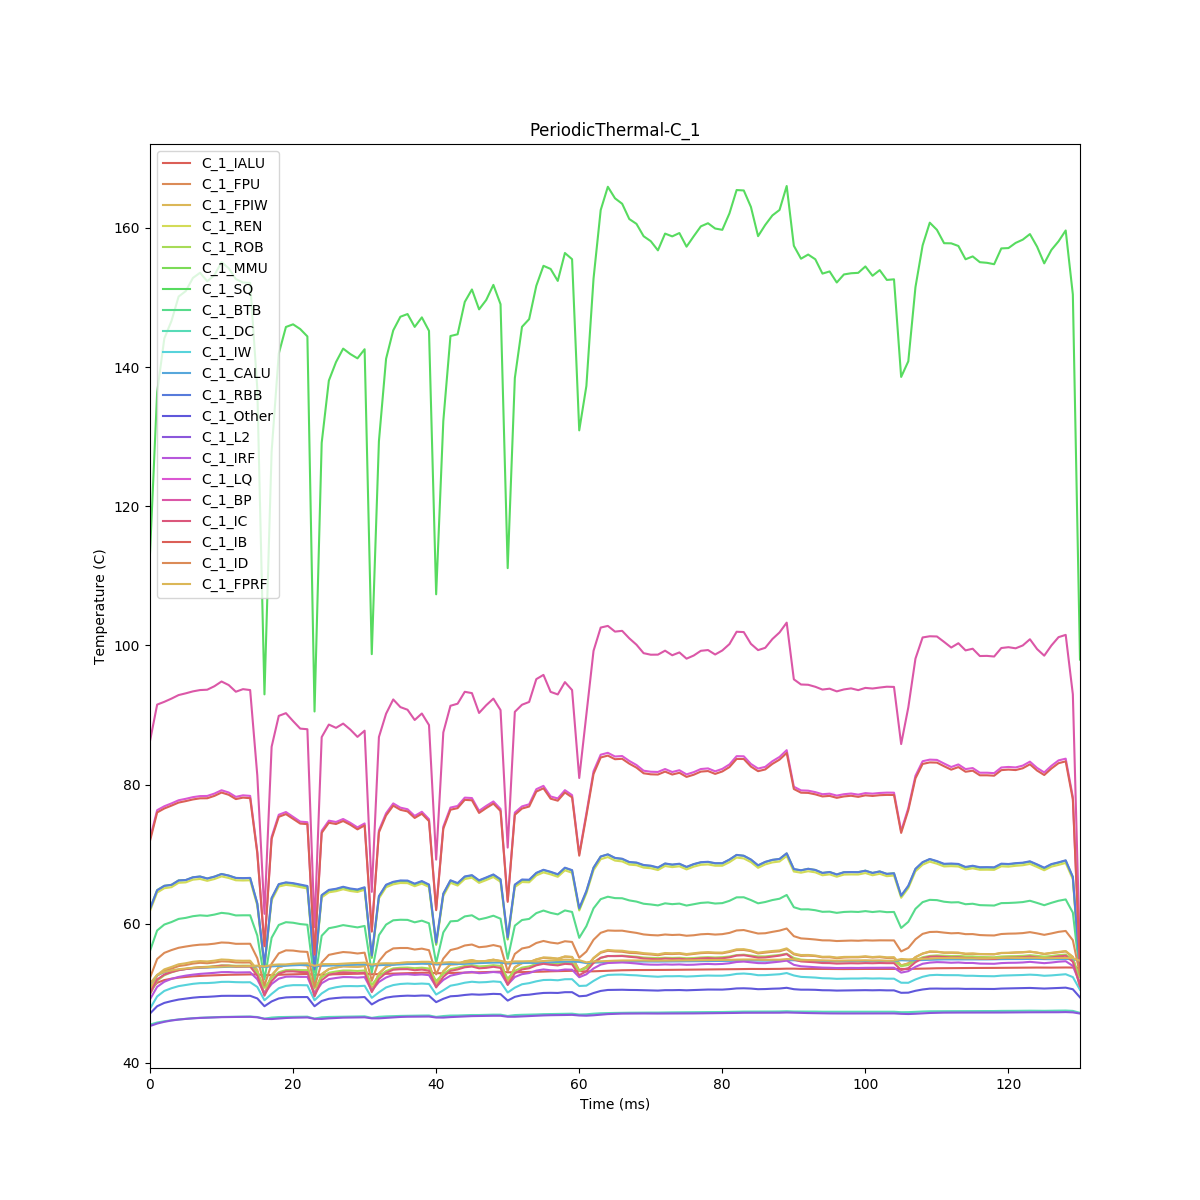 PeriodicThermal-C_1
C_1_IALU
C_1_FPU
C_1_FPIW
C_1_REN
C_1_ROB
C_1_MMU
C_1_SQ
C_1_BTB
C_1_DC
C_1_IW
C_1_CALU
C_1_RBB
C_1_Other
C_1_L2
C_1_IRF
C_1_LQ
C_1_BP
C_1_IC
C_1_IB
C_1_ID
C_1_FPRF
Temperature (C)
160
140
120
100
80
60
40
0 20 40 60 80 100 120
Time (ms)